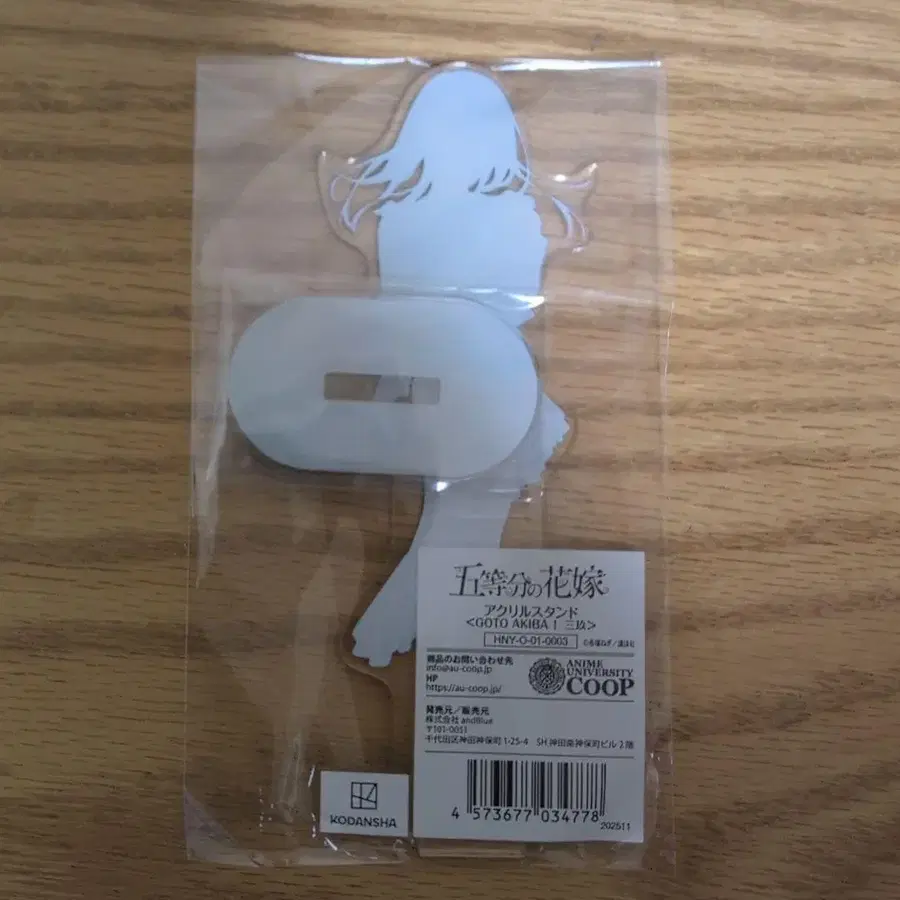 五等分の花嫁
アクリルスタンド
<GOTO AKIBA! 三玖>
HNY-O-01-0003
©春場ねぎ/講談社
商品のお問い合わせ先
info@au-coop.jp
HP
https://au-coop.jp/
ANIME
UNIVERSITY
COOP
発売元/販売元
株式会社 andBlue
〒101-0051
千代田区神田神保町 1-25-4 SH 神田南神保町ビル 2 階
4 573677 034778
202511
KODANSHA